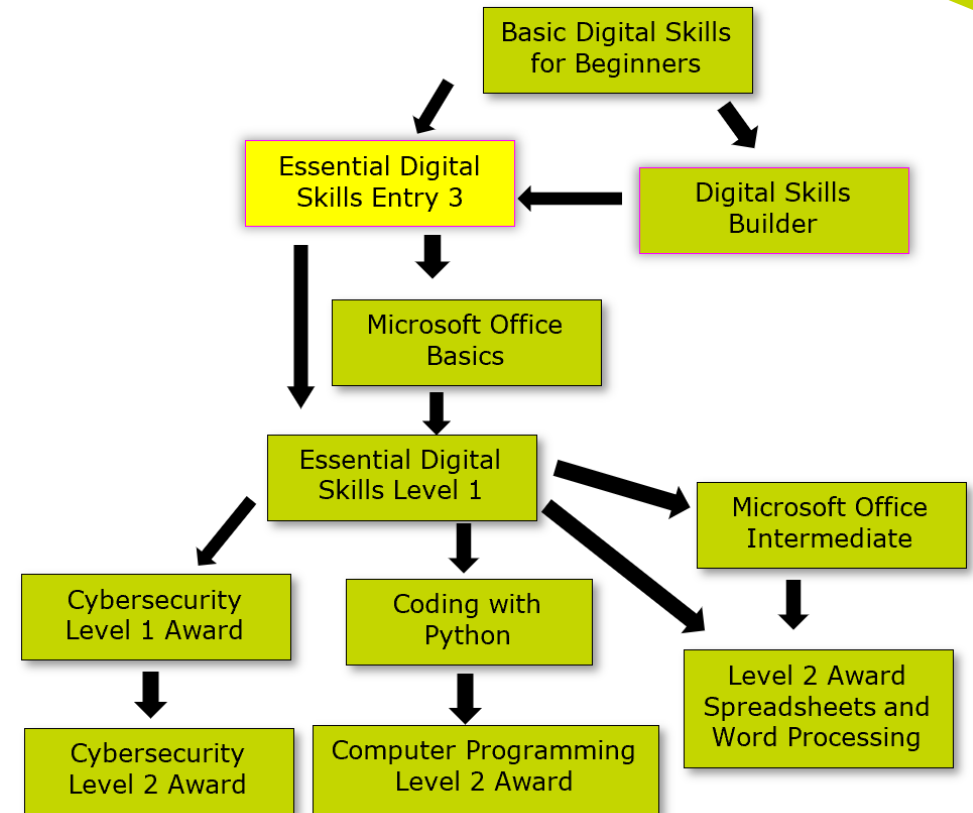 Basic Digital Skills
for Beginners
Essential Digital
Skills Entry 3
Digital Skills
Builder
Microsoft Office
Basics
Essential Digital
Skills Level 1
Microsoft Office
Intermediate
Cybersecurity
Level 1 Award
Coding with
Python
Level 2 Award
Spreadsheets and
Word Processing
Cybersecurity
Level 2 Award
Computer Programming
Level 2 Award